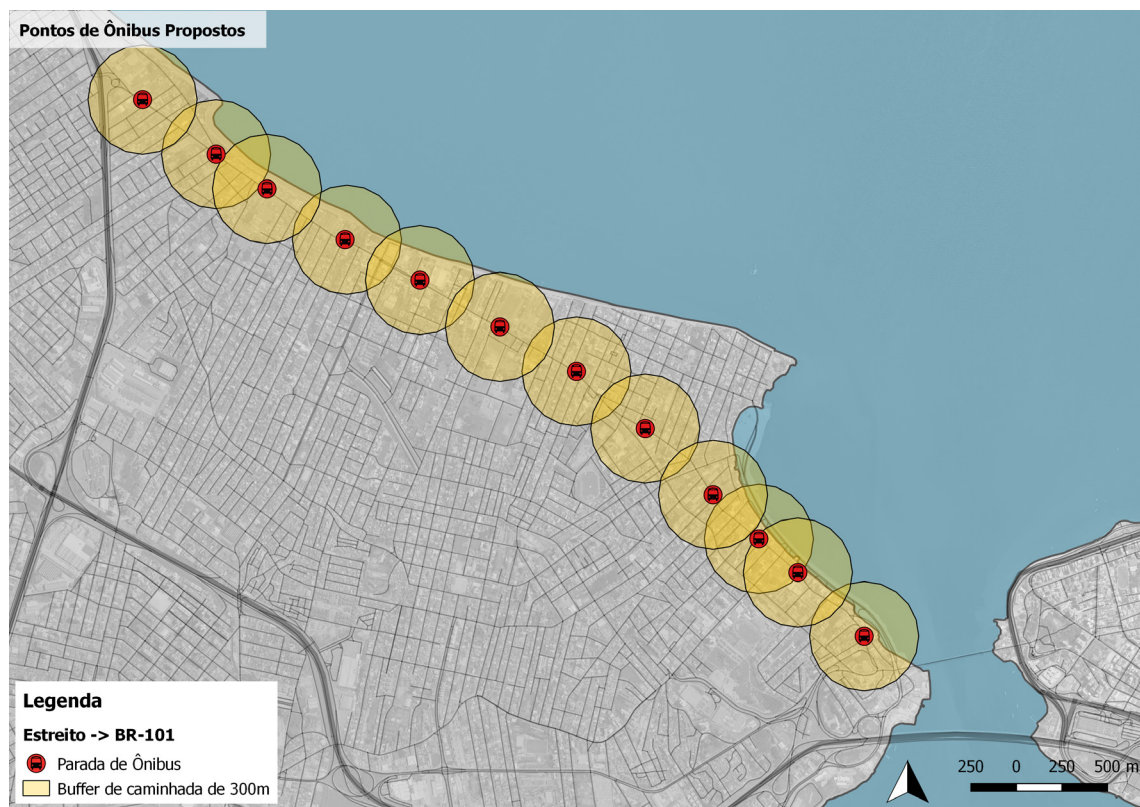 Pontos de Ônibus Propostos
Legenda
Estreito -> BR-101
Parada de Ônibus
Buffer de caminhada de 300m
250 0 250 500 m